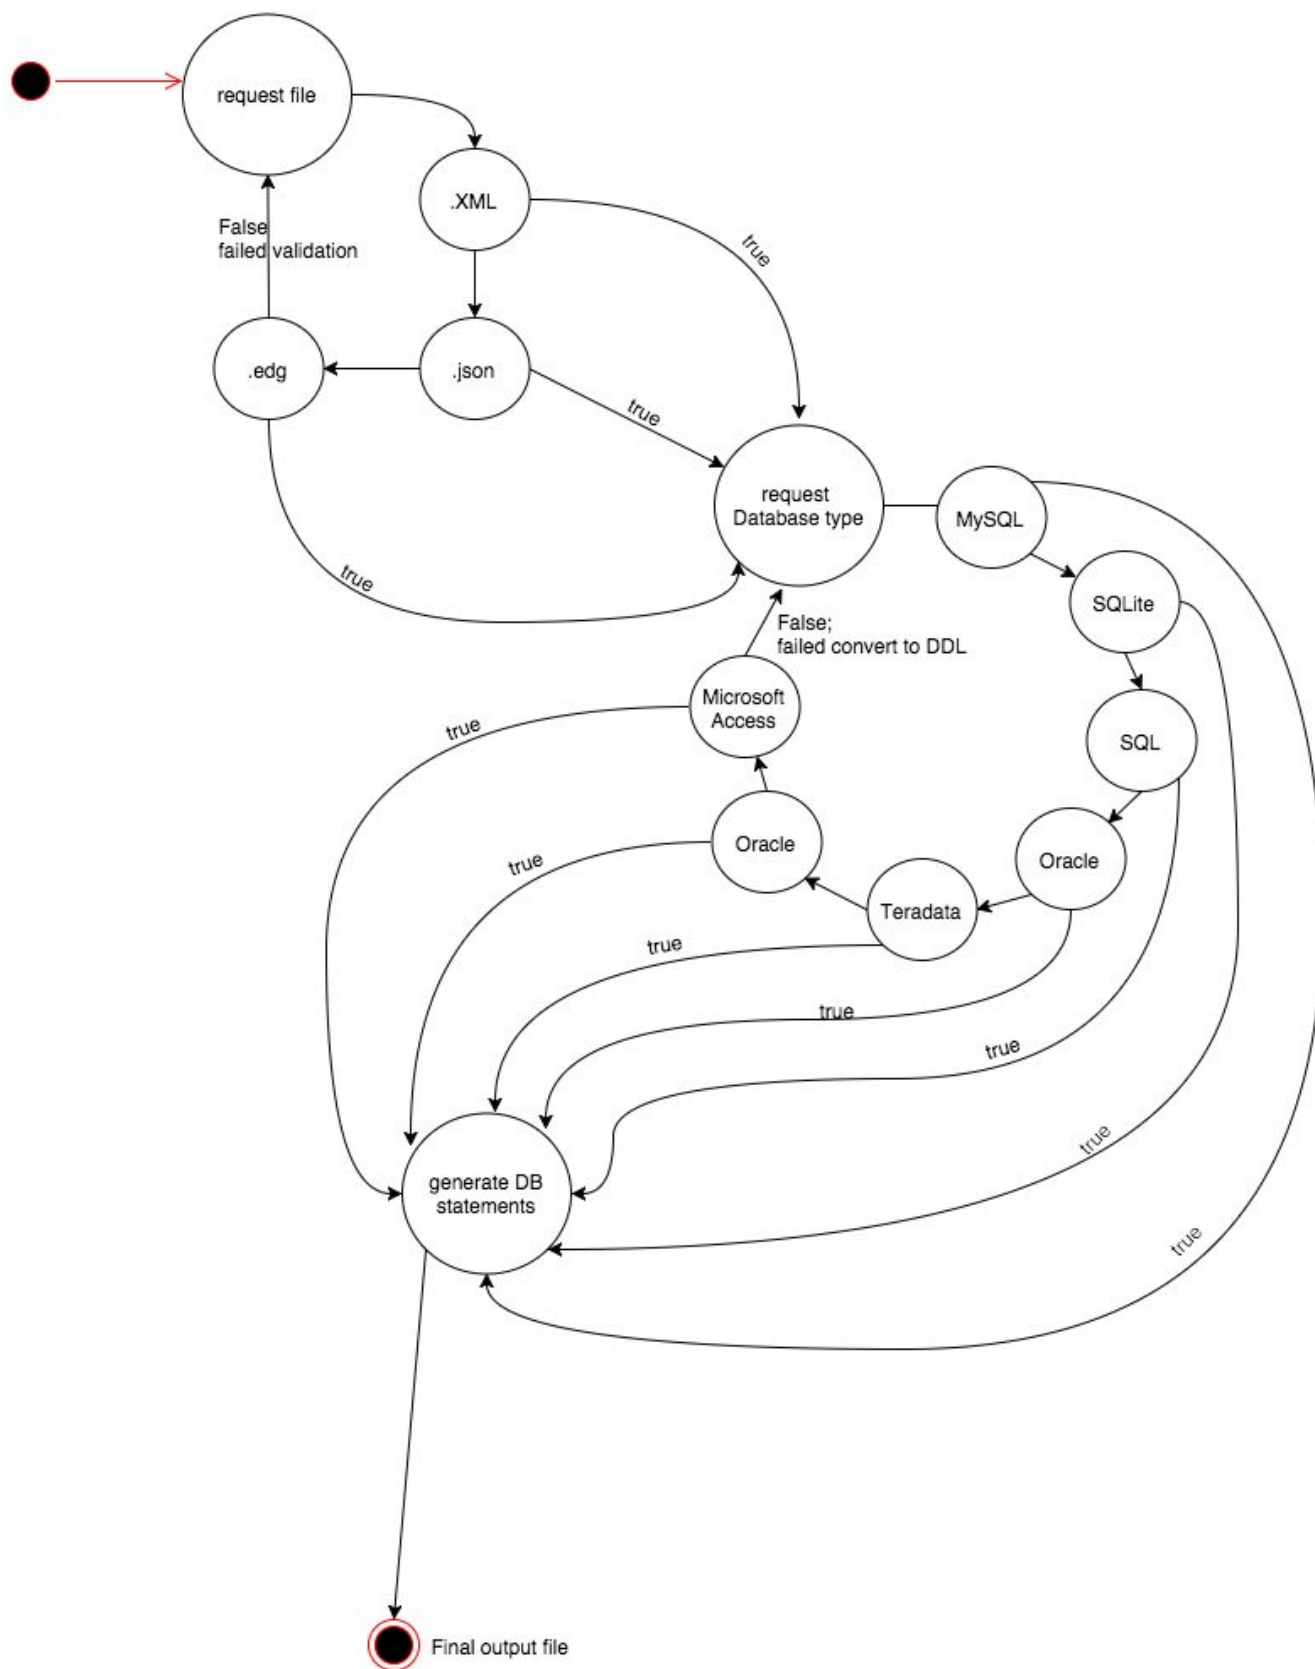 request file
.XML
False
failed validation
true
.edg
.json
true
request
Database type
MySQL
true
SQLite
False;
failed convert to DDL
Microsoft
Access
true
SQL
Oracle
Oracle
true
Teradata
true
true
true
true
generate DB
statements
true
Final output file